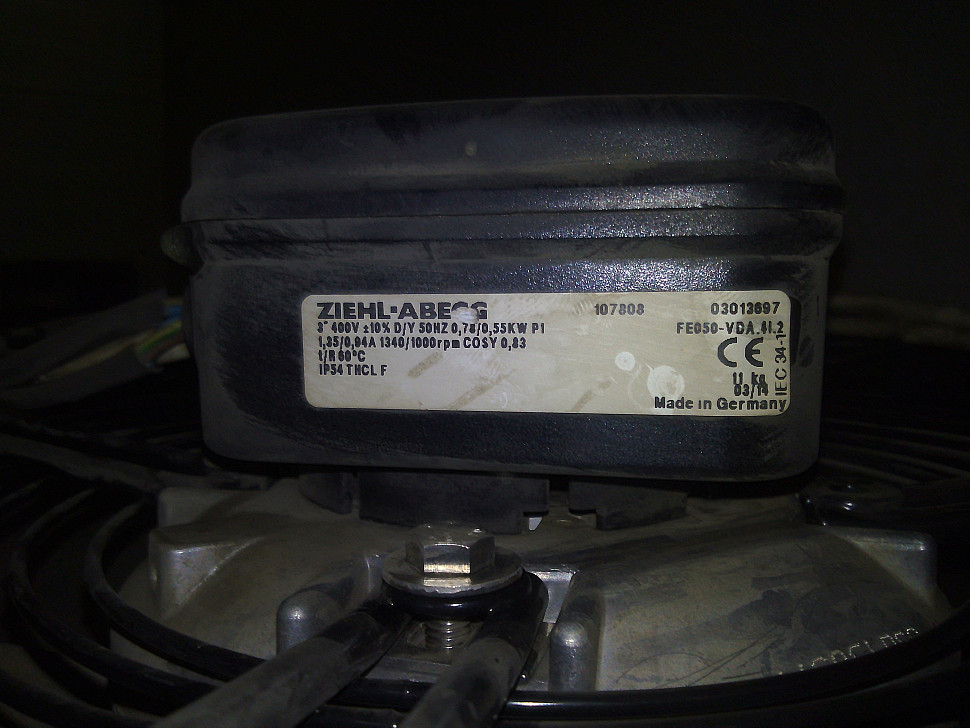 ZIEHL-ABEGG 107808 03013697
3~ 400V ±10% D/Y 50HZ 0,78/0,55KW P1 FE050-VDA.4I.2
1,35/0,94A 1340/1000rpm COSY 0,83
t/R 60°C
IP54 THCL F
CE
11 kg
03/14
IEC 34-1
Made in Germany